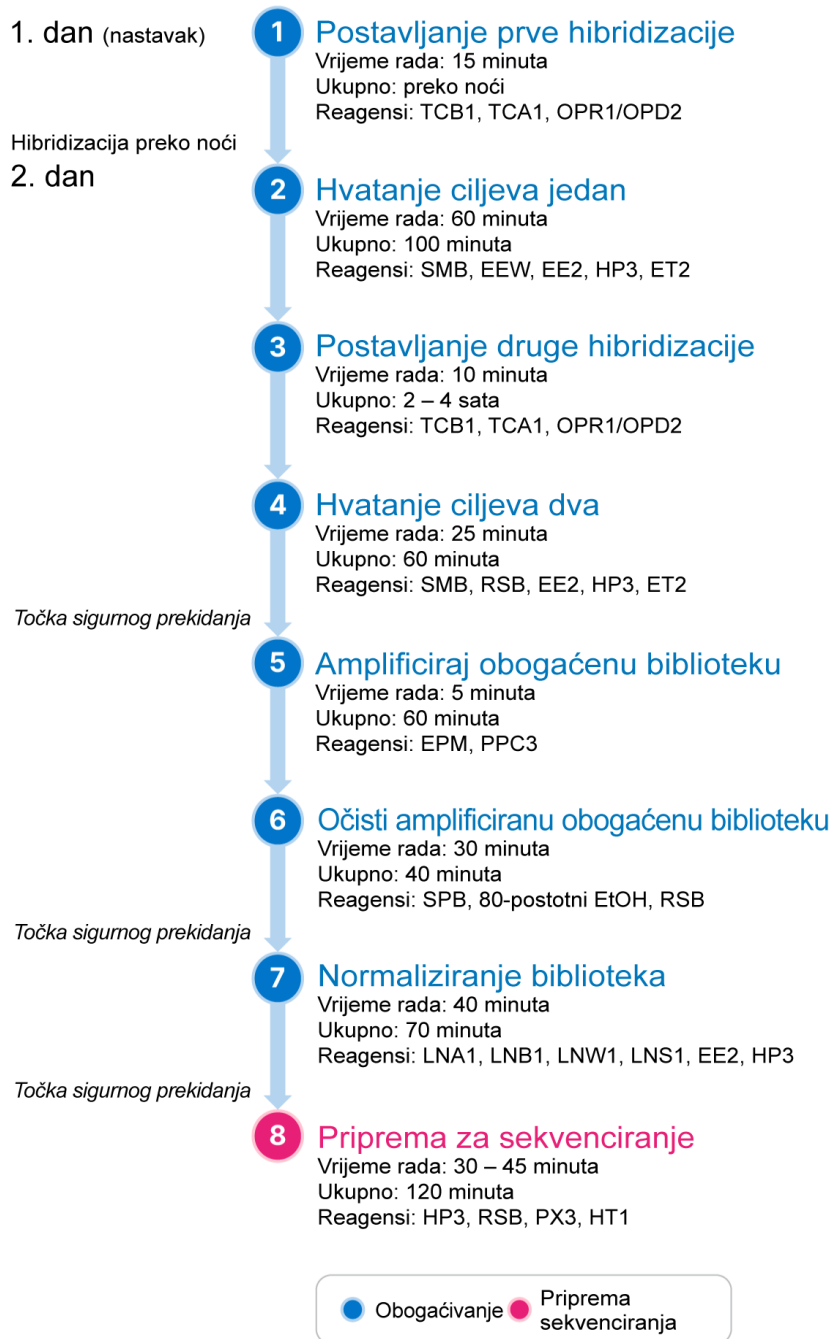 1. dan (nastavak)
1
Postavljanje prve hibridizacije
Vrijeme rada: 15 minuta
Ukupno: preko noći
Reagensi: TCB1, TCA1, OPR1/OPD2
Hibridizacija preko noći
2. dan
2
Hvatanje ciljeva jedan
Vrijeme rada: 60 minuta
Ukupno: 100 minuta
Reagensi: SMB, EEW, EE2, HP3, ET2
3
Postavljanje druge hibridizacije
Vrijeme rada: 10 minuta
Ukupno: 2 – 4 sata
Reagensi: TCB1, TCA1, OPR1/OPD2
4
Hvatanje ciljeva dva
Vrijeme rada: 25 minuta
Ukupno: 60 minuta
Reagensi: SMB, RSB, EE2, HP3, ET2
Točka sigurnog prekidanja
5
Amplificiraj obogaćenu biblioteku
Vrijeme rada: 5 minuta
Ukupno: 60 minuta
Reagensi: EPM, PPC3
6
Očisti amplificiranu obogaćenu biblioteku
Vrijeme rada: 30 minuta
Ukupno: 40 minuta
Reagensi: SPB, 80-postotni EtOH, RSB
Točka sigurnog prekidanja
7
Normaliziranje biblioteka
Vrijeme rada: 40 minuta
Ukupno: 70 minuta
Reagensi: LNA1, LNB1, LNW1, LNS1, EE2, HP3
Točka sigurnog prekidanja
8
Priprema za sekvenciranje
Vrijeme rada: 30 – 45 minuta
Ukupno: 120 minuta
Reagensi: HP3, RSB, PX3, HT1
Obogaćivanje
Priprema
sekvenciranja